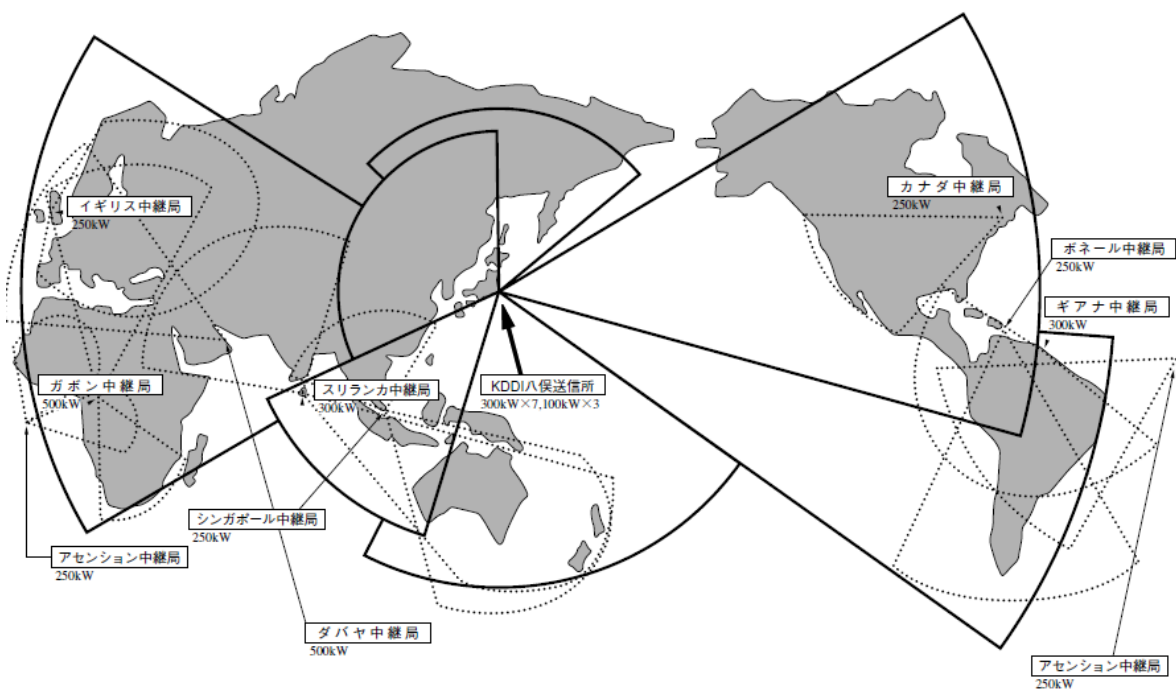 イギリス中継局
250kW
カナダ中継局
250kW
ボネール中継局
250kW
ギアナ中継局
300kW
ガボン中継局
500kW
スリランカ中継局
300kW
KDDI八俣送信所
300kW×7,100kW×3
シンガポール中継局
250kW
アセンション中継局
250kW
ダバヤ中継局
500kW
アセンション中継局
250kW